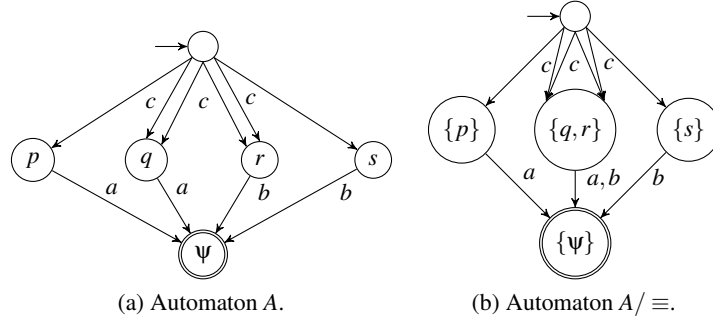 c c c
p q r s
a a b b
ψ
(a) Automaton A.
c c c
{p} {q,r} {s}
a a,b b
{ψ}
(b) Automaton A/ ≡.